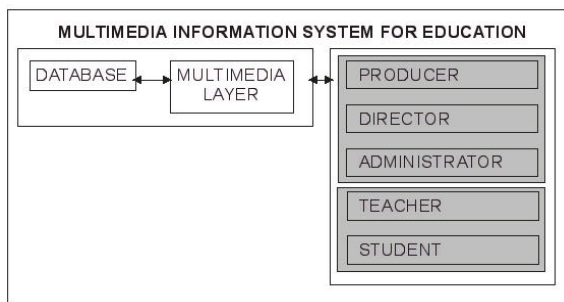 MULTIMEDIA INFORMATION SYSTEM FOR EDUCATION
DATABASE
MULTIMEDIA
LAYER
PRODUCER
DIRECTOR
ADMINISTRATOR
TEACHER
STUDENT